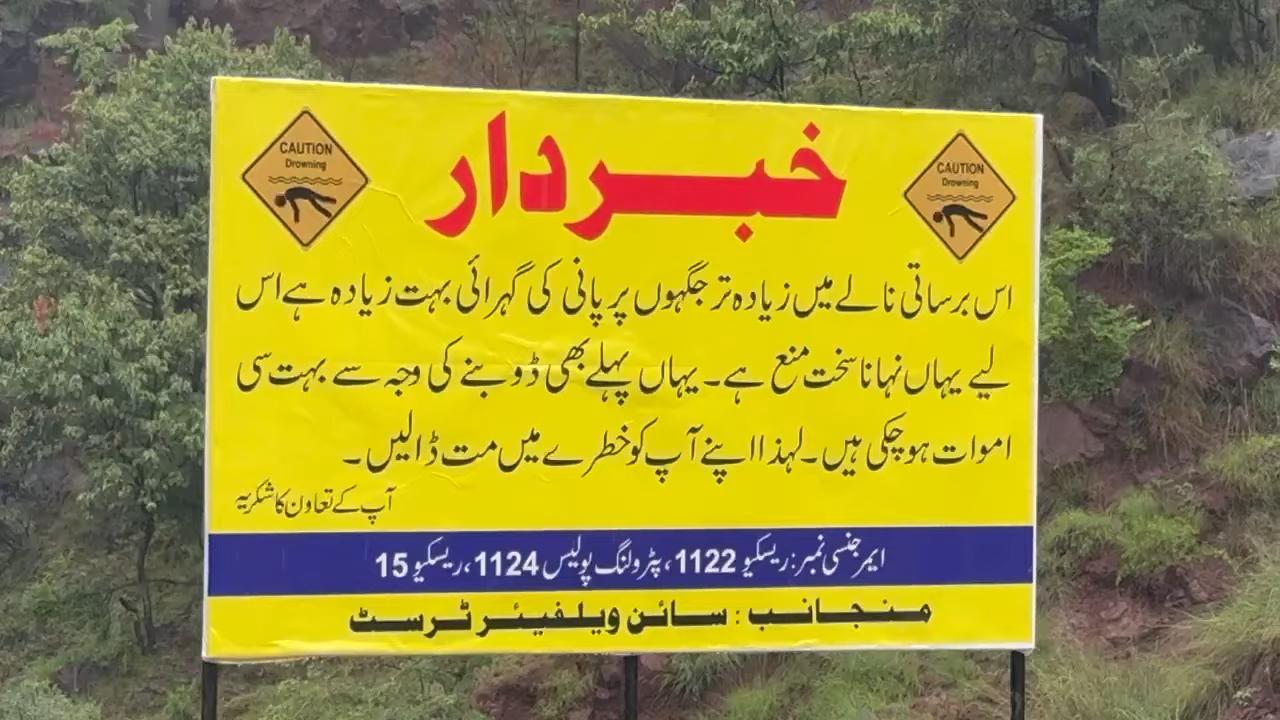 خبردار
CAUTION
Drowning
CAUTION
Drowning
اس برساتی نالے میں زیادہ تر جگہوں پر پانی کی گہرائی بہت زیادہ ہے اس
لیے یہاں نہانا سخت منع ہے۔ یہاں پہلے بھی ڈوبنے کی وجہ سے بہت سی
اموات ہو چکی ہیں۔ لہذا اپنے آپ کو خطرے میں مت ڈالیں۔
آپ کے تعاون کا شکریہ
ایمرجنسی نمبر: ریسکیو 1122، پٹرولنگ پولیس 1124، ریسکیو 15
منجانب : سائن ویلفیئر ٹرسٹ